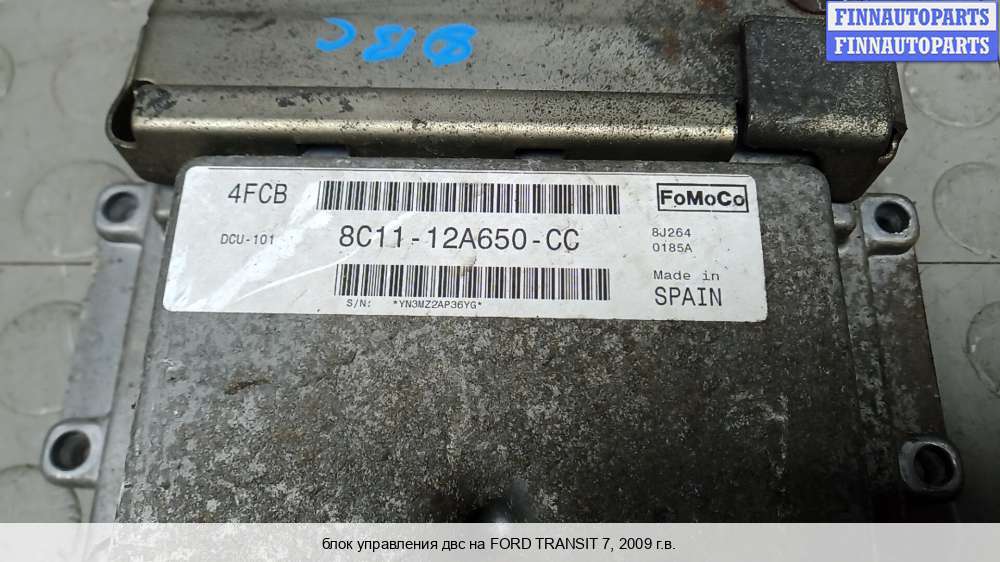 FINNAUTOPARTS
FINNAUTOPARTS
4FCB
FoMoCo
DCU-101
8C11-12A650-CC
8J264
0185A
Made in
SPAIN
S/N: *YN3MZ2AP36YG*
блок управления двс на FORD TRANSIT 7, 2009 г.в.